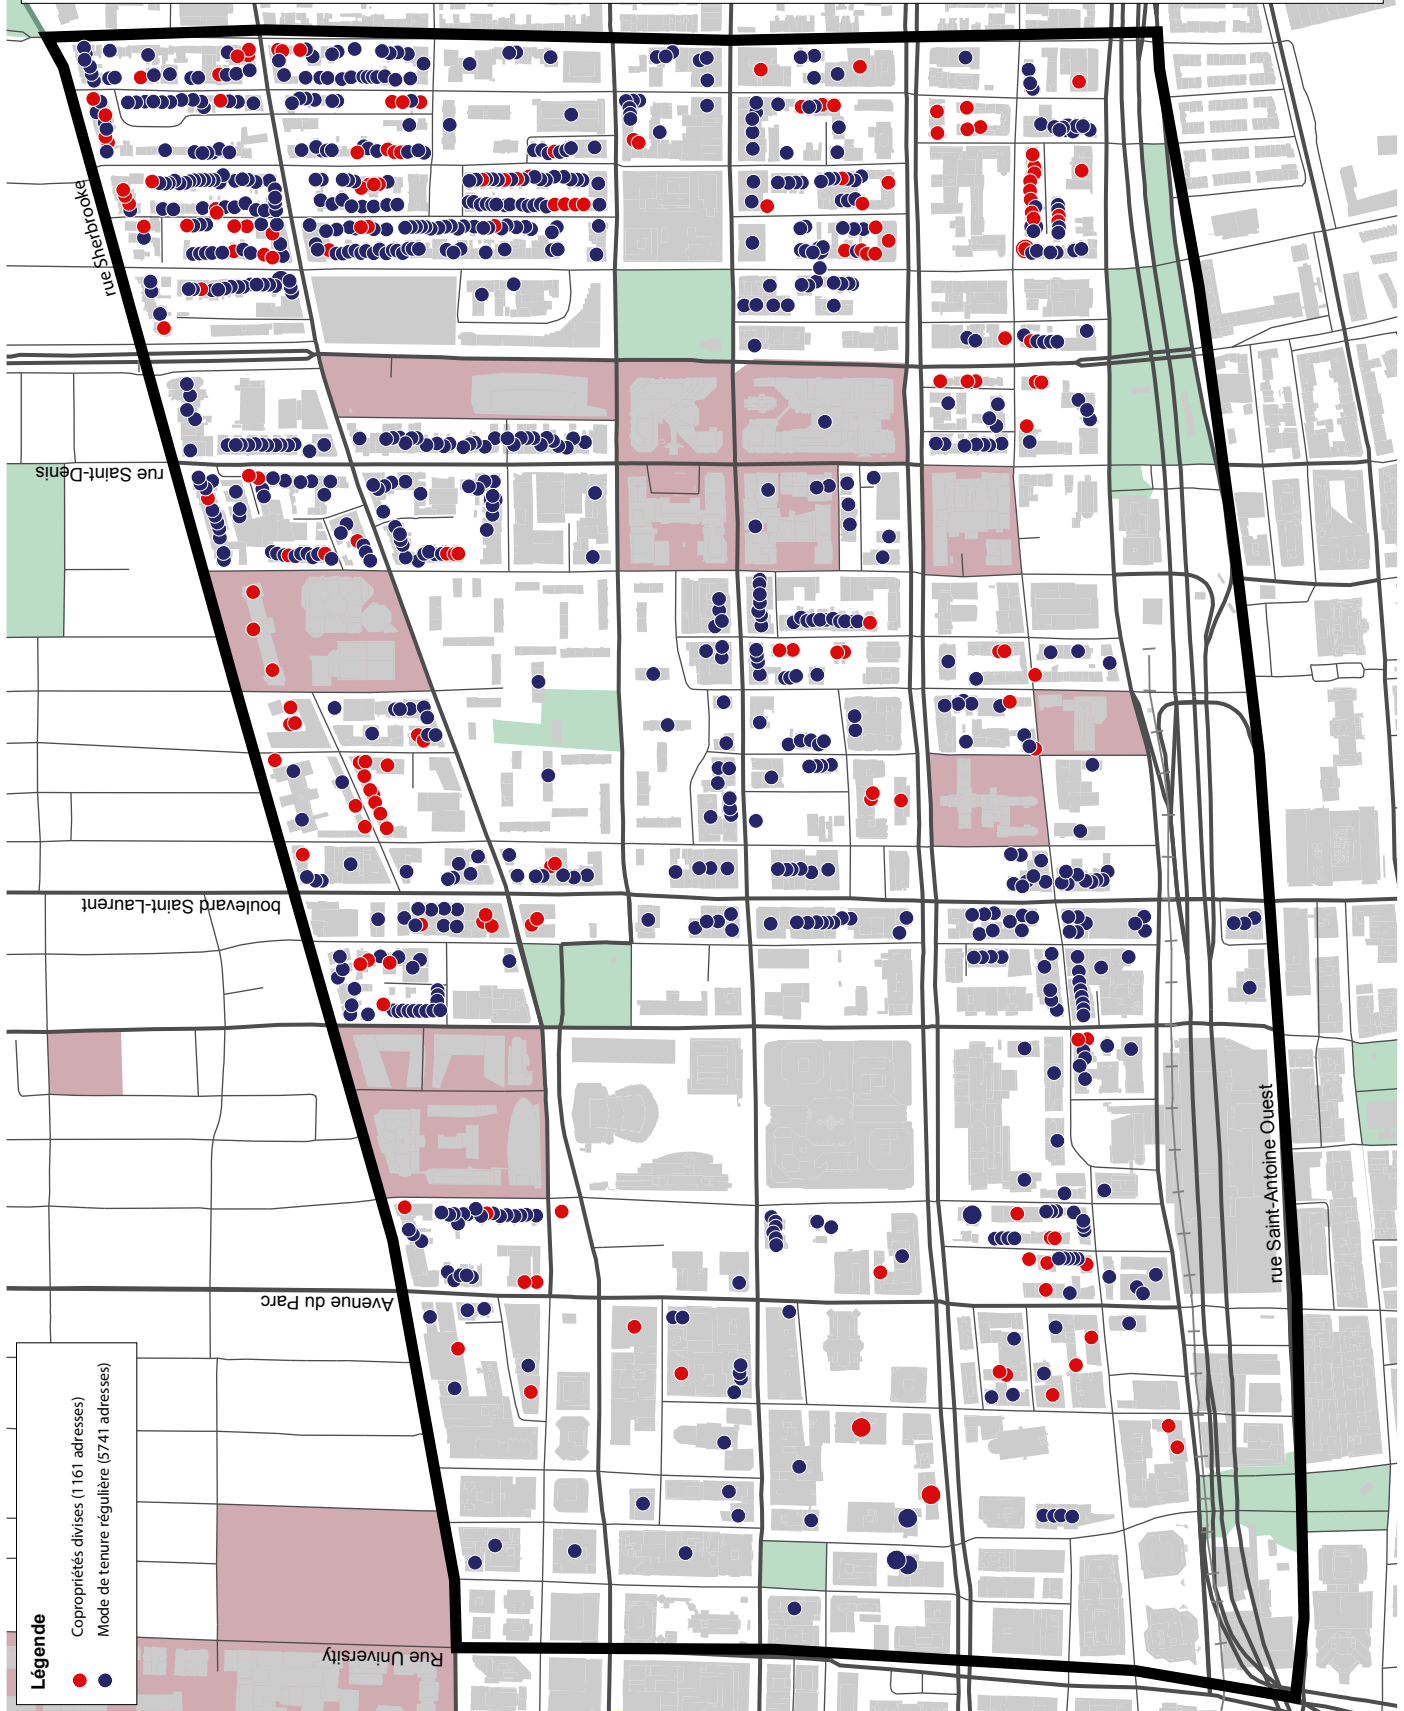 rue Sherbrooke
rue Saint-Denis
boulevard Saint-Laurent
Avenue du Parc
Rue University
rue Saint-Antoine Ouest
Légende
Copropriétés divises (1161 adresses)
Mode de tenure régulière (5741 adresses)